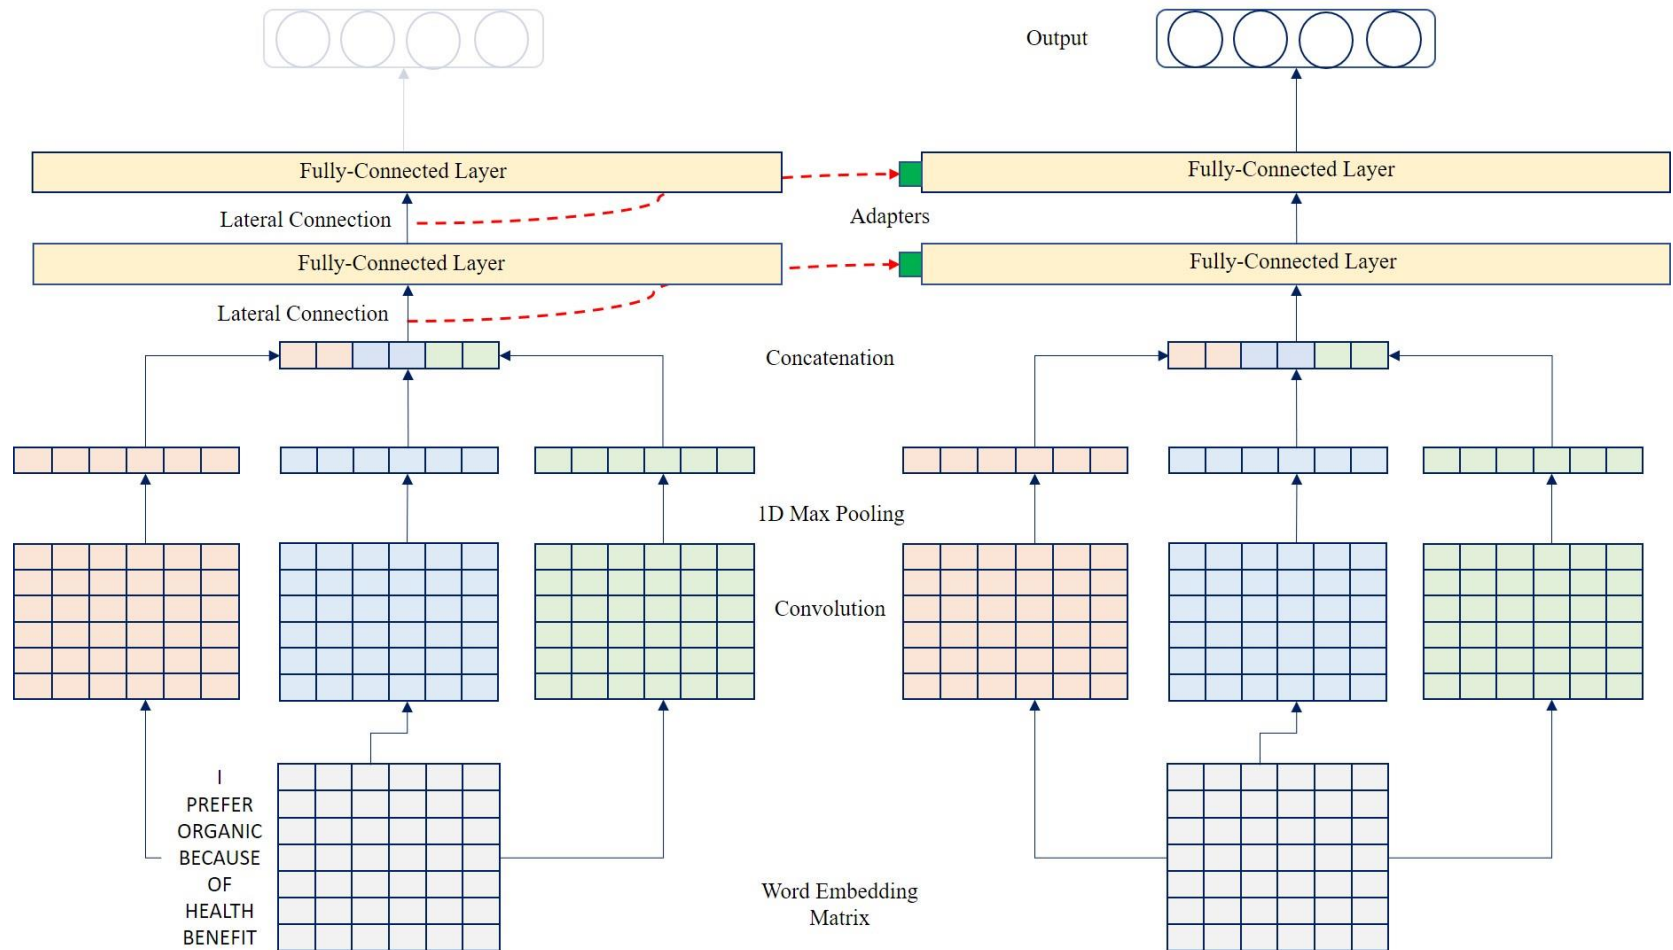 Output
Fully-Connected Layer
Fully-Connected Layer
Lateral Connection
Adapters
Fully-Connected Layer
Fully-Connected Layer
Lateral Connection
Concatenation
1D Max Pooling
Convolution
I
PREFER
ORGANIC
BECAUSE
OF
HEALTH
BENEFIT
Word Embedding
Matrix